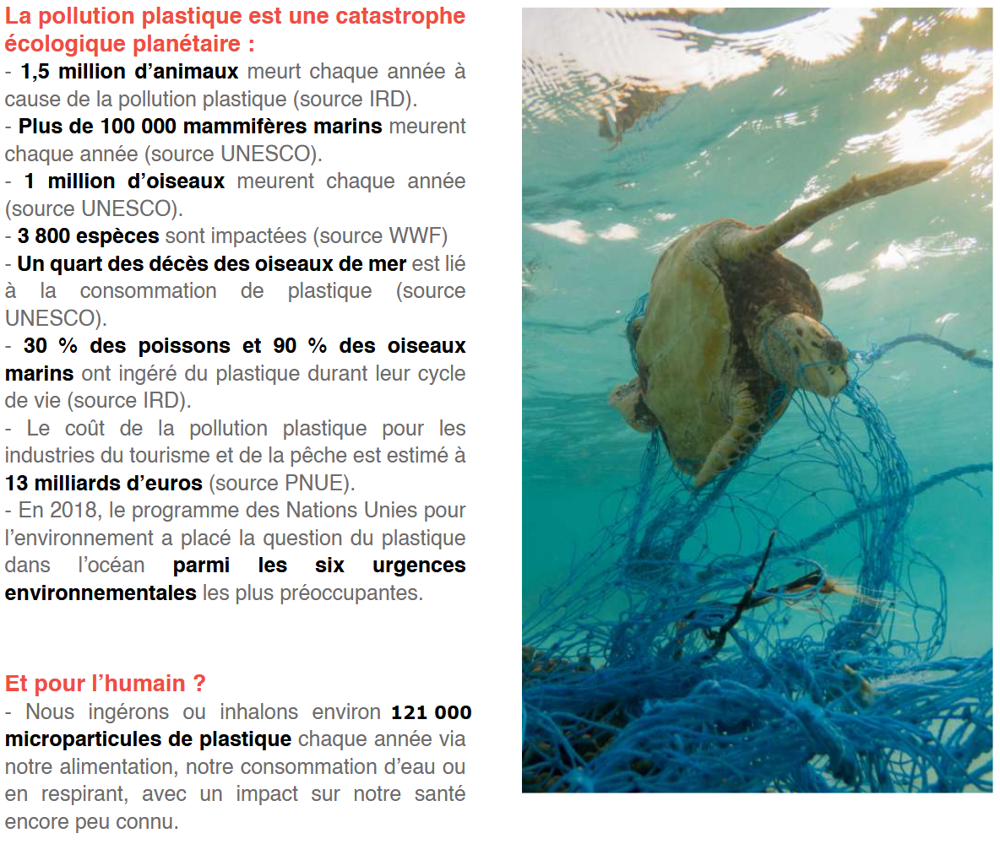 La pollution plastique est une catastrophe
écologique planétaire :
- 1,5 million d’animaux meurt chaque année à
cause de la pollution plastique (source IRD).
- Plus de 100 000 mammifères marins meurent
chaque année (source UNESCO).
- 1 million d’oiseaux meurent chaque année
(source UNESCO).
- 3 800 espèces sont impactées (source WWF)
- Un quart des décès des oiseaux de mer est lié
à la consommation de plastique (source
UNESCO).
- 30 % des poissons et 90 % des oiseaux
marins ont ingéré du plastique durant leur cycle
de vie (source IRD).
- Le coût de la pollution plastique pour les
industries du tourisme et de la pêche est estimé à
13 milliards d’euros (source PNUE).
- En 2018, le programme des Nations Unies pour
l’environnement a placé la question du plastique
dans l’océan parmi les six urgences
environnementales les plus préoccupantes.
Et pour l’humain ?
- Nous ingérons ou inhalons environ 121 000
microparticules de plastique chaque année via
notre alimentation, notre consommation d’eau ou
en respirant, avec un impact sur notre santé
encore peu connu.